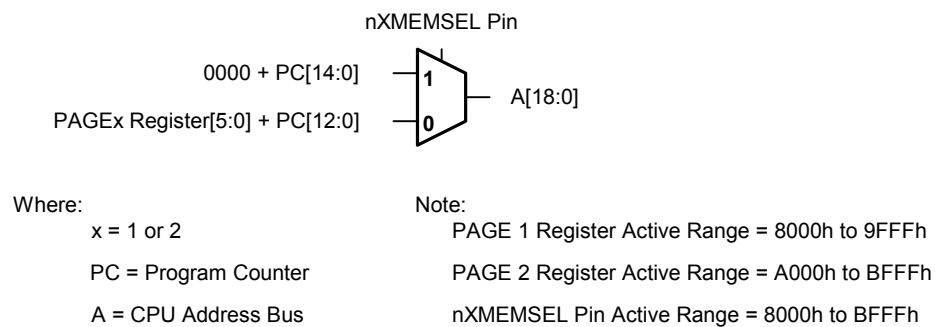 nXMEMSEL Pin
0000 + PC[14:0]
1
A[18:0]
PAGEx Register[5:0] + PC[12:0]
0
Where:
x = 1 or 2
PC = Program Counter
A = CPU Address Bus
Note:
PAGE 1 Register Active Range = 8000h to 9FFFh
PAGE 2 Register Active Range = A000h to BFFFh
nXMEMSEL Pin Active Range = 8000h to BFFFh